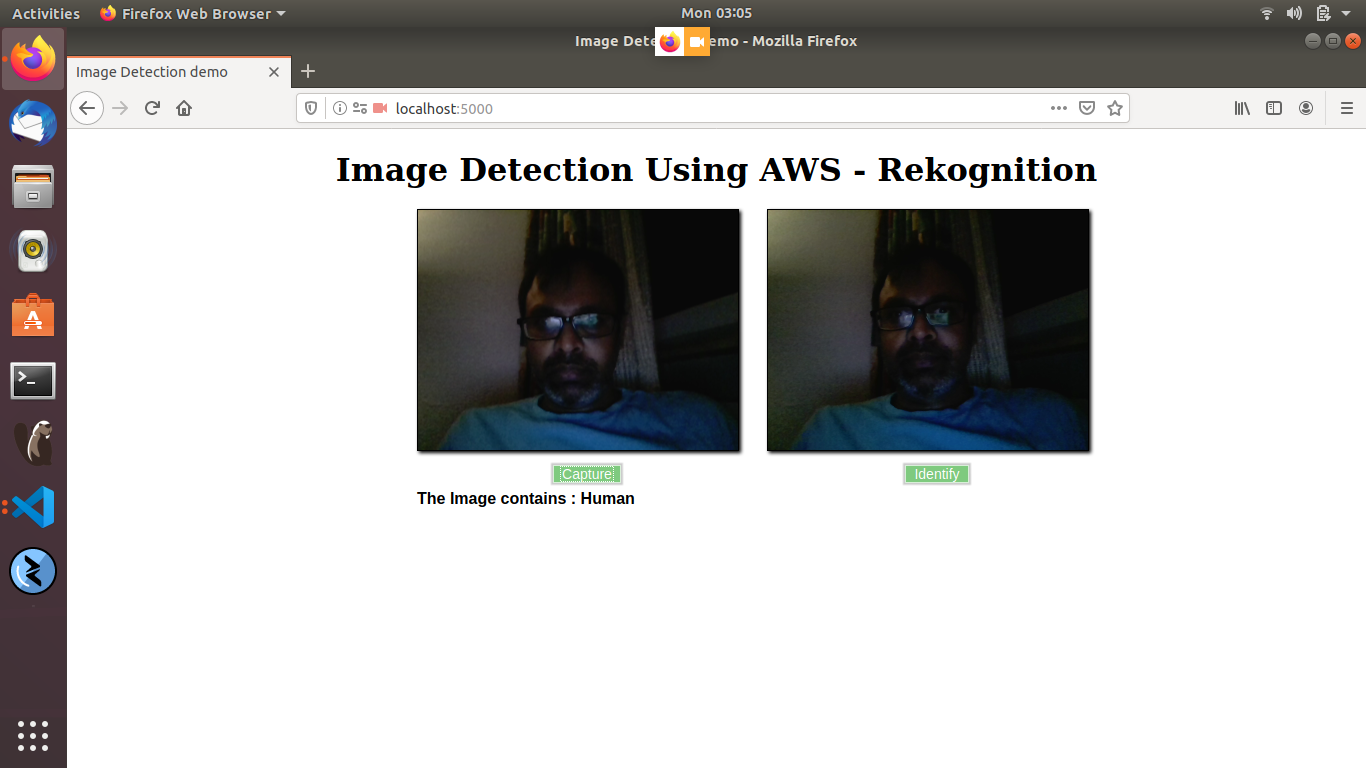 Activities
Firefox Web Browser
Mon 03:05
Image Dete emo - Mozilla Firefox
Image Detection demo
localhost:5000
Image Detection Using AWS - Rekognition
Capture
Identify
The Image contains : Human